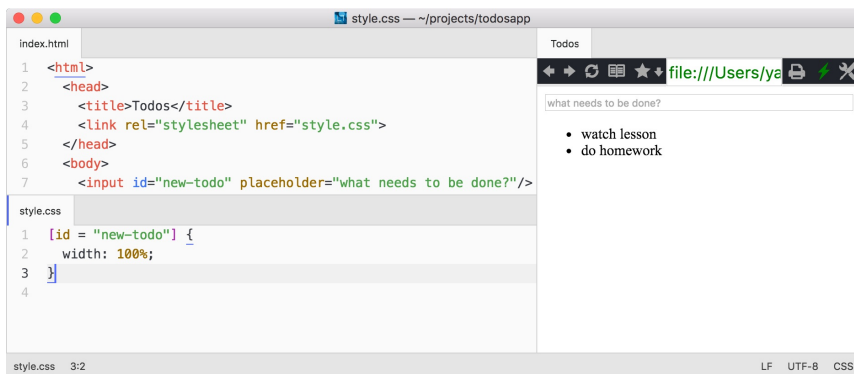 style.css — ~/projects/todosapp
index.html
1 <html>
2 <head>
3 <title>Todos</title>
4 <link rel="stylesheet" href="style.css">
5 </head>
6 <body>
7 <input id="new-todo" placeholder="what needs to be done?"/>
style.css
1 [id = "new-todo"] {
2 width: 100%;
3 }
4
Todos
file:///Users/ya
what needs to be done?
• watch lesson
• do homework
style.css 3:2
LF UTF-8 CSS